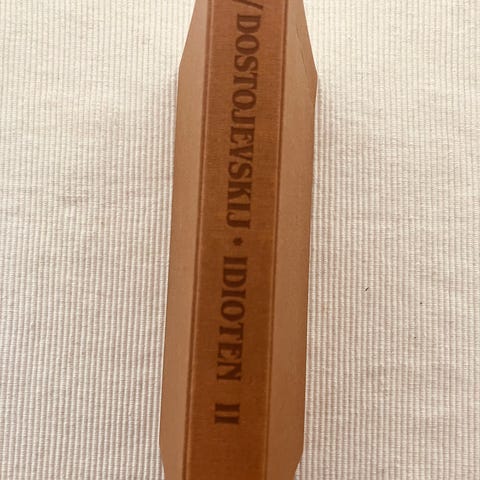 / DOSTOJEVSKIJ • IDIOTEN II